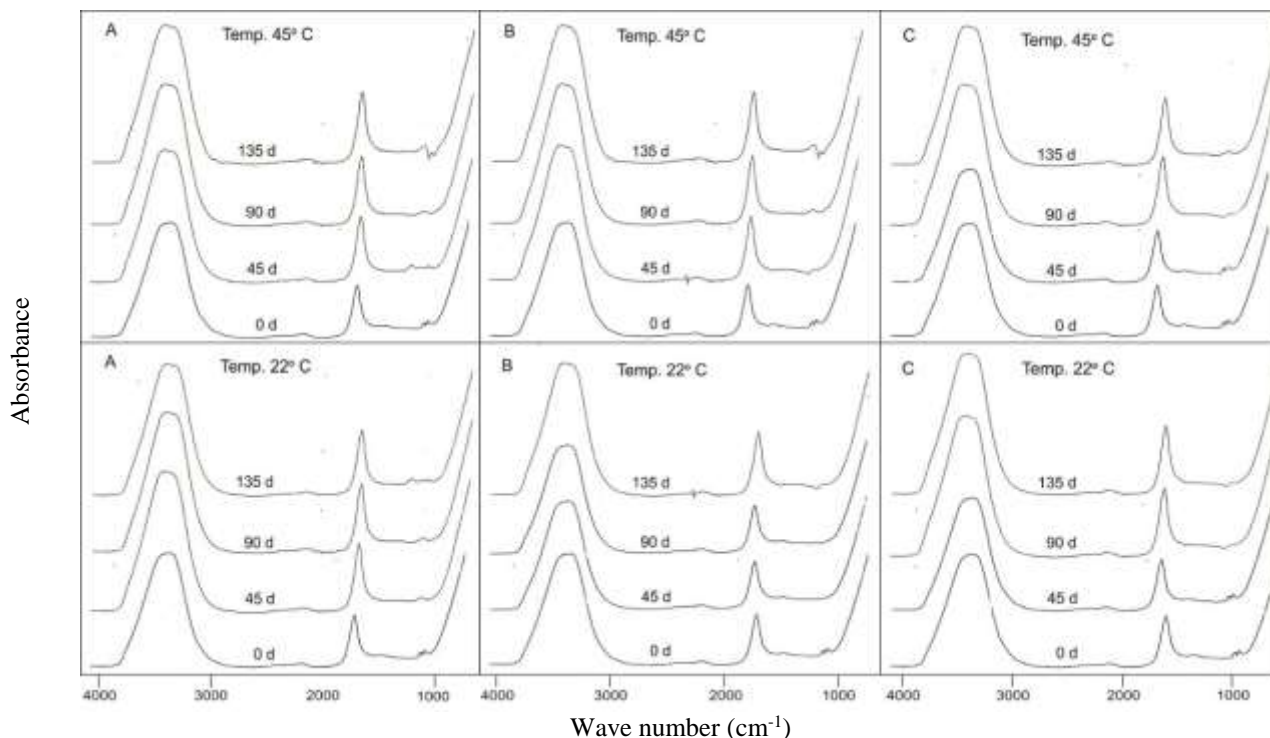 A
Temp. 45º C
135 d
90 d
45 d
0 d
B
Temp. 45º C
135 d
90 d
45 d
0 d
C
Temp. 45º C
135 d
90 d
45 d
0 d
A
Temp. 22º C
135 d
90 d
45 d
0 d
B
Temp. 22º C
135 d
90 d
45 d
0 d
C
Temp. 22º C
135 d
90 d
45 d
0 d
Absorbance
4000 3000 2000 1000 4000 3000 2000 1000 4000 3000 2000 1000
Wave number (cm⁻¹)